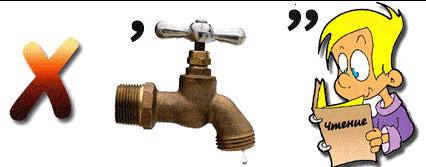 Х , ,,
Чтение